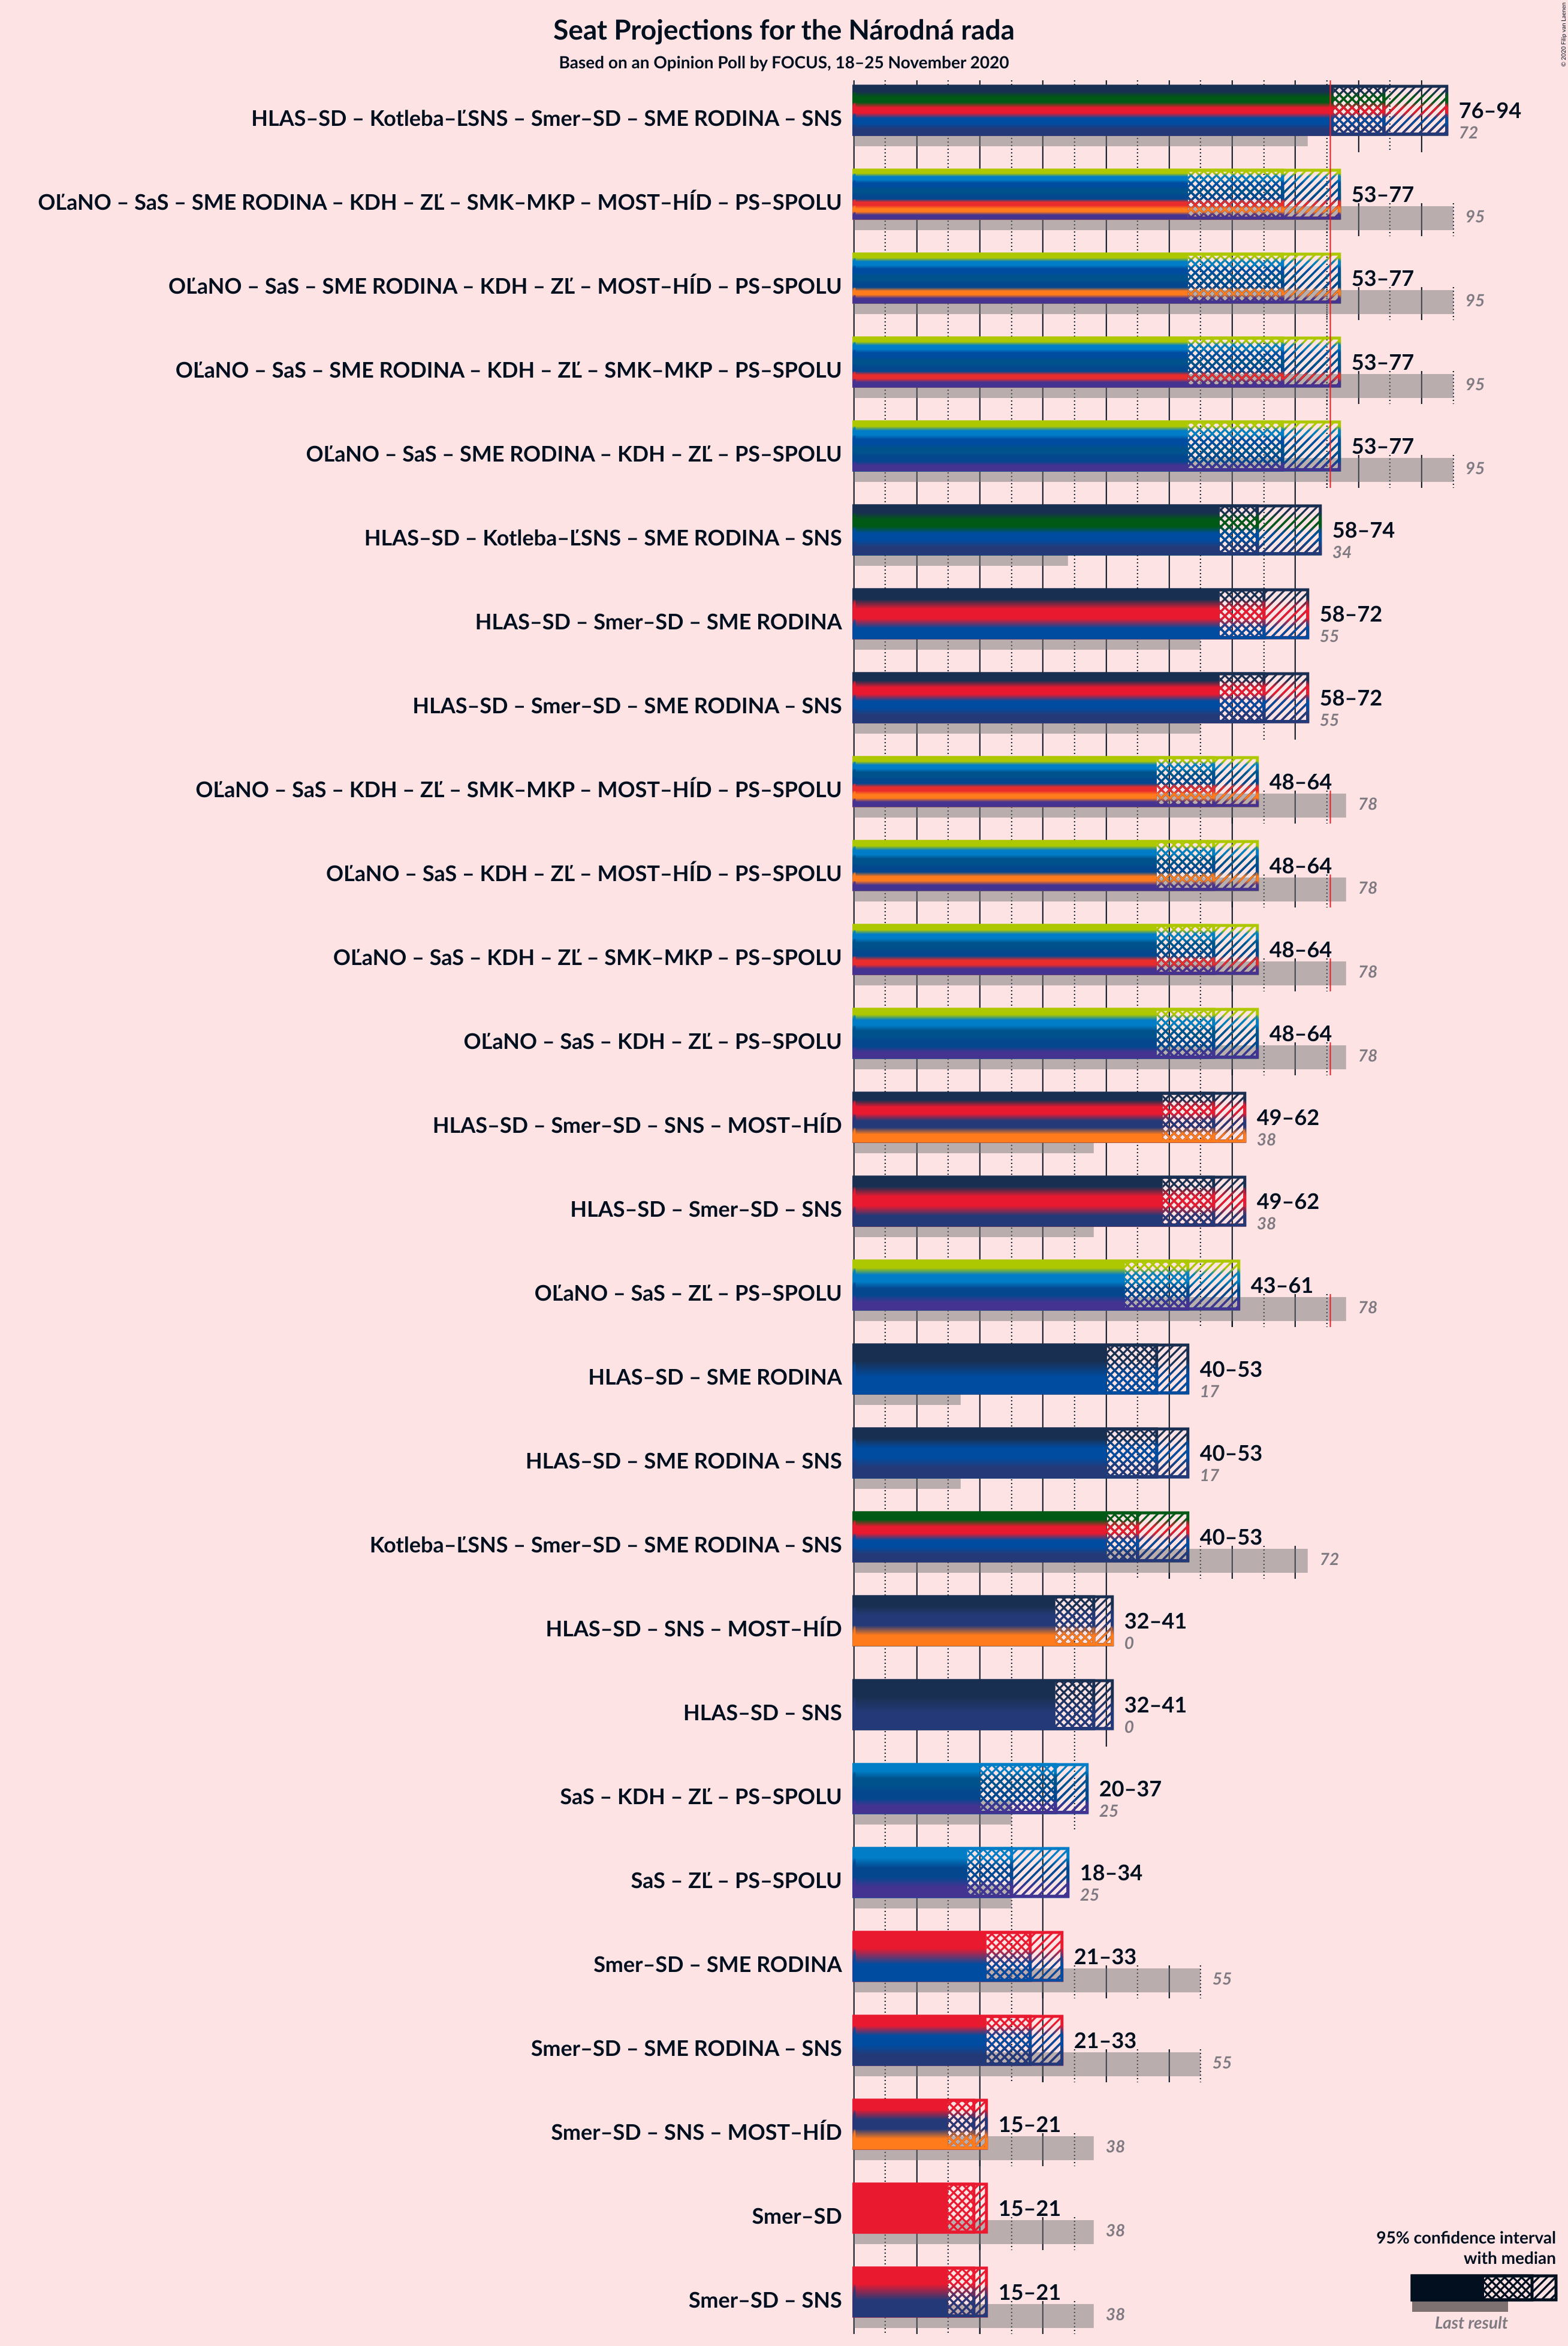 Seat Projections for the Národná rada
Based on an Opinion Poll by FOCUS, 18–25 November 2020
© 2020 Filip van Laenen
HLAS–SD – Kotleba–ĽSNS – Smer–SD – SME RODINA – SNS
76–94
72
OĽaNO – SaS – SME RODINA – KDH – ZĽ – SMK–MKP – MOST–HÍD – PS–SPOLU
53–77
95
OĽaNO – SaS – SME RODINA – KDH – ZĽ – MOST–HÍD – PS–SPOLU
53–77
95
OĽaNO – SaS – SME RODINA – KDH – ZĽ – SMK–MKP – PS–SPOLU
53–77
95
OĽaNO – SaS – SME RODINA – KDH – ZĽ – PS–SPOLU
53–77
95
HLAS–SD – Kotleba–ĽSNS – SME RODINA – SNS
58–74
34
HLAS–SD – Smer–SD – SME RODINA
58–72
55
HLAS–SD – Smer–SD – SME RODINA – SNS
58–72
55
OĽaNO – SaS – KDH – ZĽ – SMK–MKP – MOST–HÍD – PS–SPOLU
48–64
78
OĽaNO – SaS – KDH – ZĽ – MOST–HÍD – PS–SPOLU
48–64
78
OĽaNO – SaS – KDH – ZĽ – SMK–MKP – PS–SPOLU
48–64
78
OĽaNO – SaS – KDH – ZĽ – PS–SPOLU
48–64
78
HLAS–SD – Smer–SD – SNS – MOST–HÍD
49–62
38
HLAS–SD – Smer–SD – SNS
49–62
38
OĽaNO – SaS – ZĽ – PS–SPOLU
43–61
78
HLAS–SD – SME RODINA
40–53
17
HLAS–SD – SME RODINA – SNS
40–53
17
Kotleba–ĽSNS – Smer–SD – SME RODINA – SNS
40–53
72
HLAS–SD – SNS – MOST–HÍD
32–41
0
HLAS–SD – SNS
32–41
0
SaS – KDH – ZĽ – PS–SPOLU
20–37
25
SaS – ZĽ – PS–SPOLU
18–34
25
Smer–SD – SME RODINA
21–33
55
Smer–SD – SME RODINA – SNS
21–33
55
Smer–SD – SNS – MOST–HÍD
15–21
38
Smer–SD
15–21
38
Smer–SD – SNS
15–21
38
95% confidence interval
with median
Last result